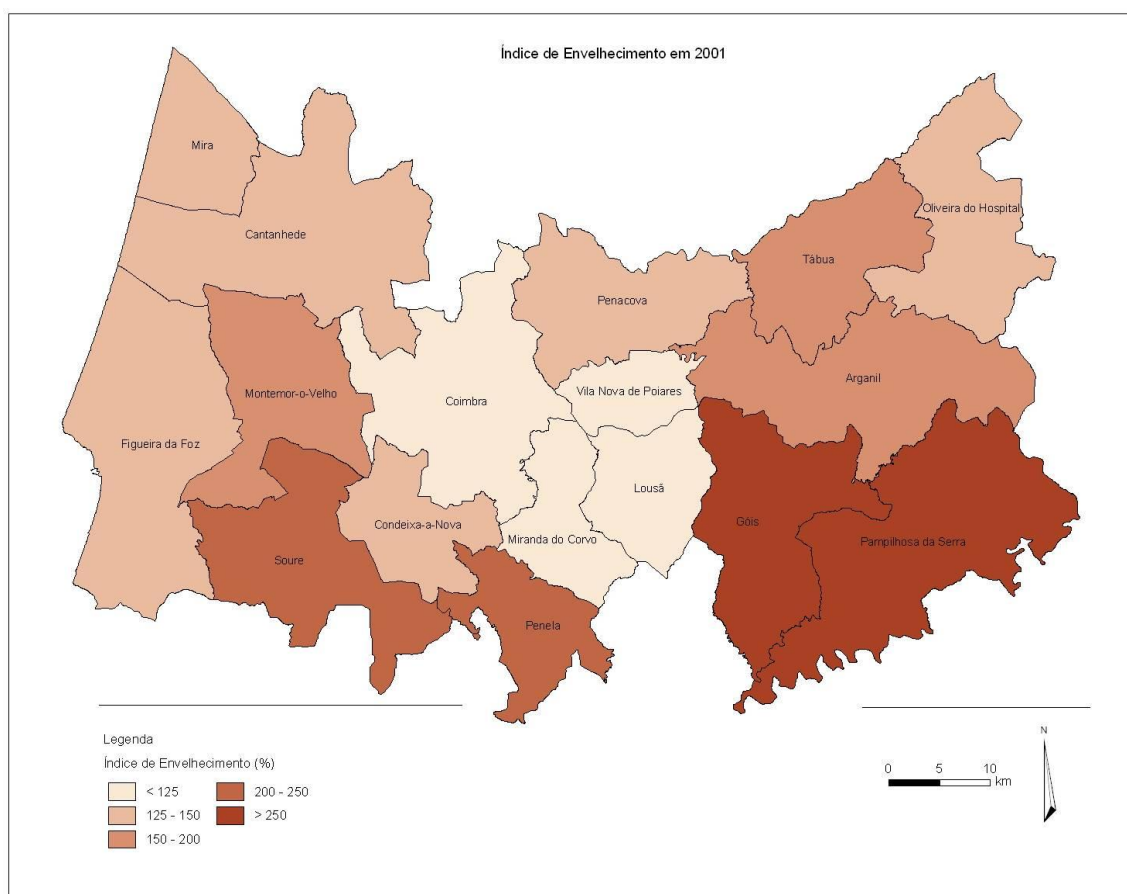 Índice de Envelhecimento em 2001
Mira
Cantanhede
Oliveira do Hospital
Tábua
Penacova
Arganil
Montemor-o-Velho
Vila Nova de Poiares
Coimbra
Figueira da Foz
Lousã
Condeixa-a-Nova
Góis
Miranda do Corvo
Pampilhosa da Serra
Soure
Penela
Legenda
Índice de Envelhecimento (%)
< 125
125 - 150
150 - 200
200 - 250
> 250
N
0 5 10
km